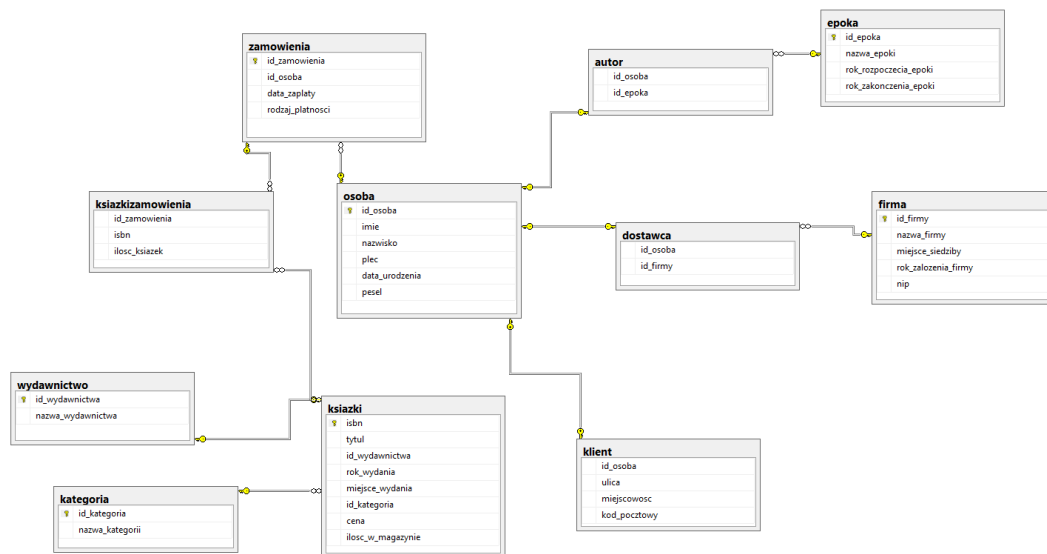 zamowienia
id_zamowienia
id_osoba
data_zaplaty
rodzaj_platnosci
autor
id_osoba
id_epoka
epoka
id_epoka
nazwa_epoki
rok_rozpoczecia_epoki
rok_zakonczenia_epoki
ksiazkizamowienia
id_zamowienia
isbn
ilosc_ksiazek
osoba
id_osoba
imie
nazwisko
plec
data_urodzenia
pesel
dostawca
id_osoba
id_firmy
firma
id_firmy
nazwa_firmy
miejsce_siedziby
rok_zalozenia_firmy
nip
wydawnictwo
id_wydawnictwa
nazwa_wydawnictwa
ksiazki
isbn
tytul
id_wydawnictwa
rok_wydania
miejsce_wydania
id_kategoria
cena
ilosc_w_magazynie
klient
id_osoba
ulica
miejscowosc
kod_pocztowy
kategoria
id_kategoria
nazwa_kategorii